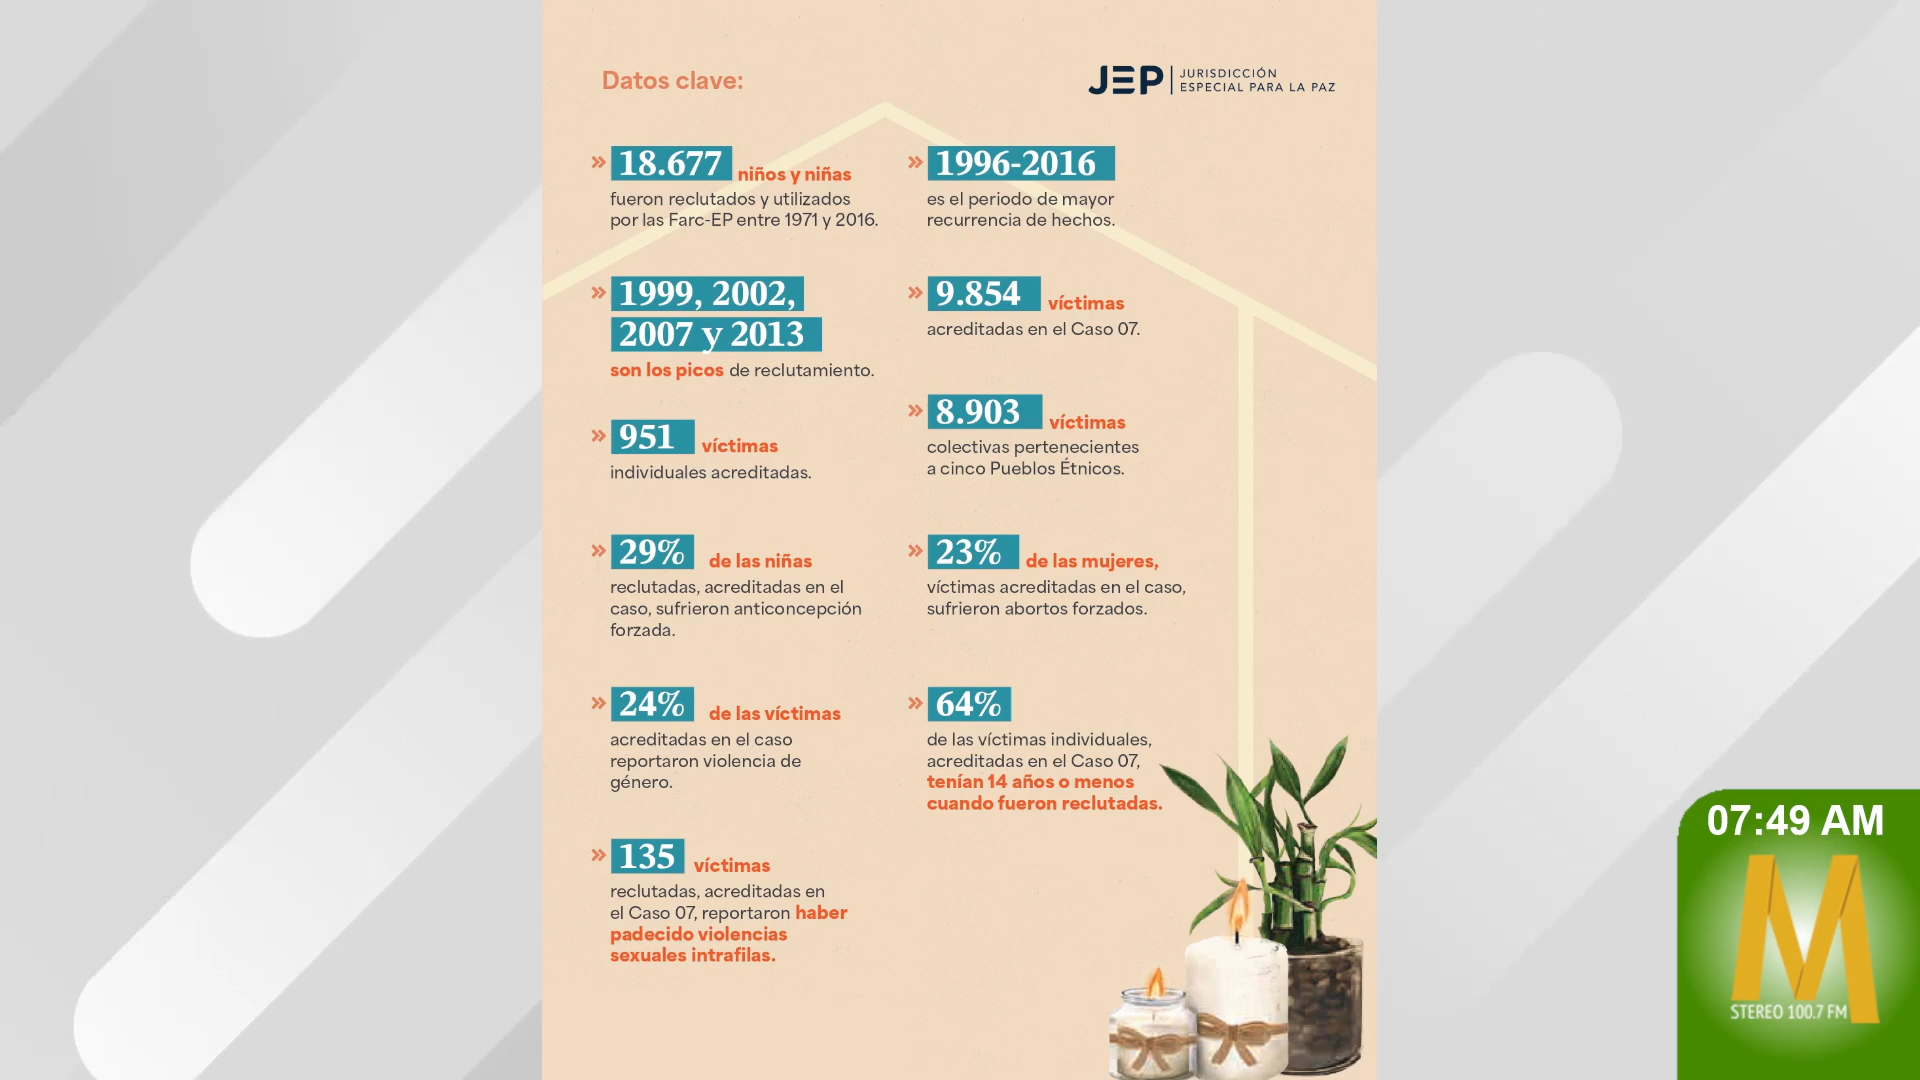 Datos clave:
JEP JURISDICCIÓN
ESPECIAL PARA LA PAZ
» 18.677 niños y niñas
fueron reclutados y utilizados
por las Farc-EP entre 1971 y 2016.
» 1999, 2002,
2007 y 2013
son los picos de reclutamiento.
» 951 víctimas
individuales acreditadas.
» 29% de las niñas
reclutadas, acreditadas en el
caso, sufrieron anticoncepción
forzada.
» 24% de las víctimas
acreditadas en el caso
reportaron violencia de
género.
» 135 víctimas
reclutadas, acreditadas en
el Caso 07, reportaron haber
padecido violencias
sexuales intrafilas.
» 1996-2016
es el periodo de mayor
recurrencia de hechos.
» 9.854 víctimas
acreditadas en el Caso 07.
» 8.903 víctimas
colectivas pertenecientes
a cinco Pueblos Étnicos.
» 23% de las mujeres,
víctimas acreditadas en el caso,
sufrieron abortos forzados.
» 64%
de las víctimas individuales,
acreditadas en el Caso 07,
tenían 14 años o menos
cuando fueron reclutadas.
07:49 AM
M
STEREO 100.7 FM